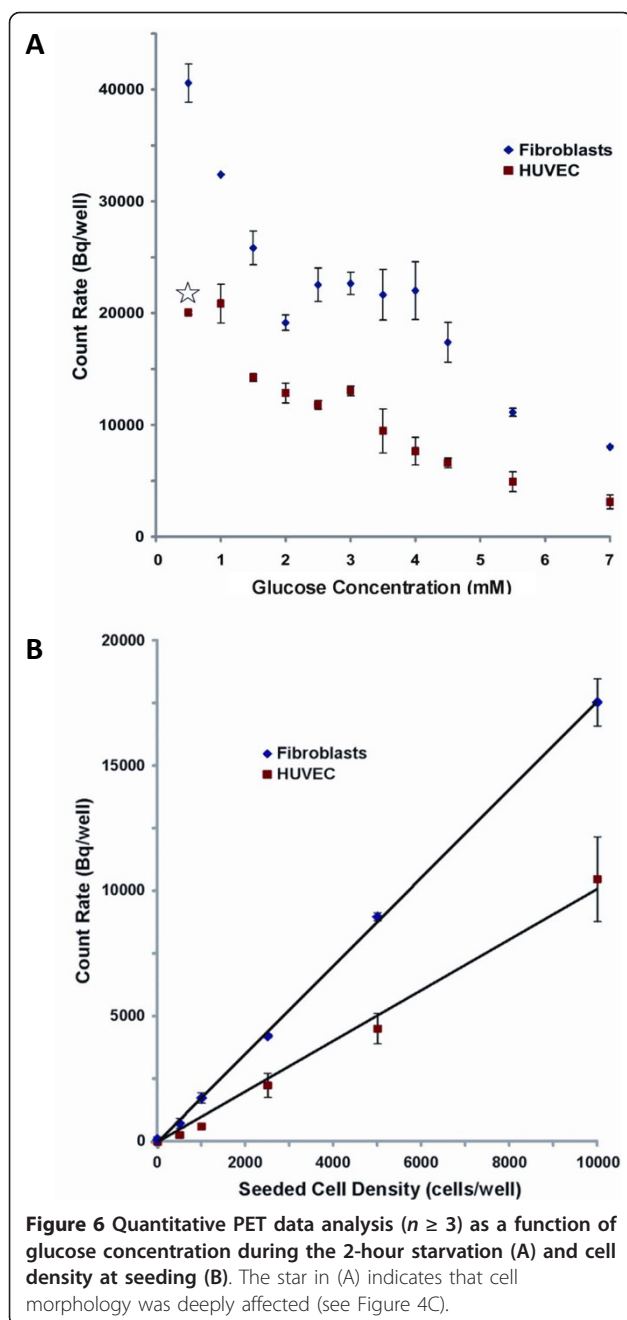 A
40000
30000
20000
10000
0
Count Rate (Bq/well)
Fibroblasts
HUVEC
0 1 2 3 4 5 6 7
Glucose Concentration (mM)
B
20000
15000
10000
5000
0
Count Rate (Bq/well)
Fibroblasts
HUVEC
0 2000 4000 6000 8000 10000
Seeded Cell Density (cells/well)
Figure 6 Quantitative PET data analysis (n ≥ 3) as a function of
glucose concentration during the 2-hour starvation (A) and cell
density at seeding (B). The star in (A) indicates that cell
morphology was deeply affected (see Figure 4C).